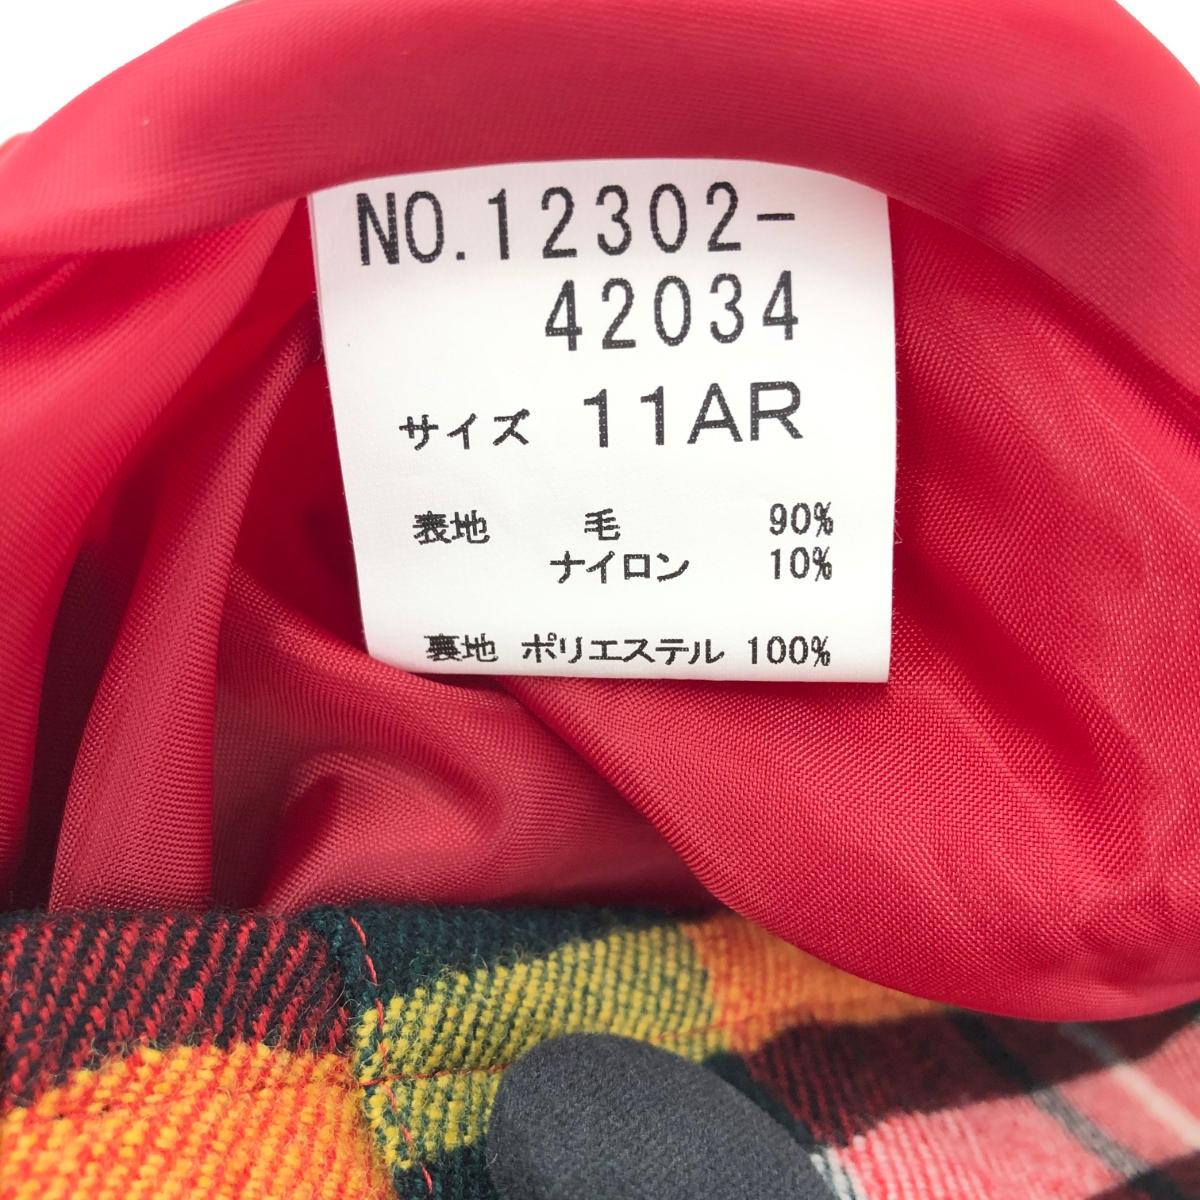 NO.12302-
42034
サイズ 11AR
表地 毛 90%
ナイロン 10%
裏地 ポリエステル 100%